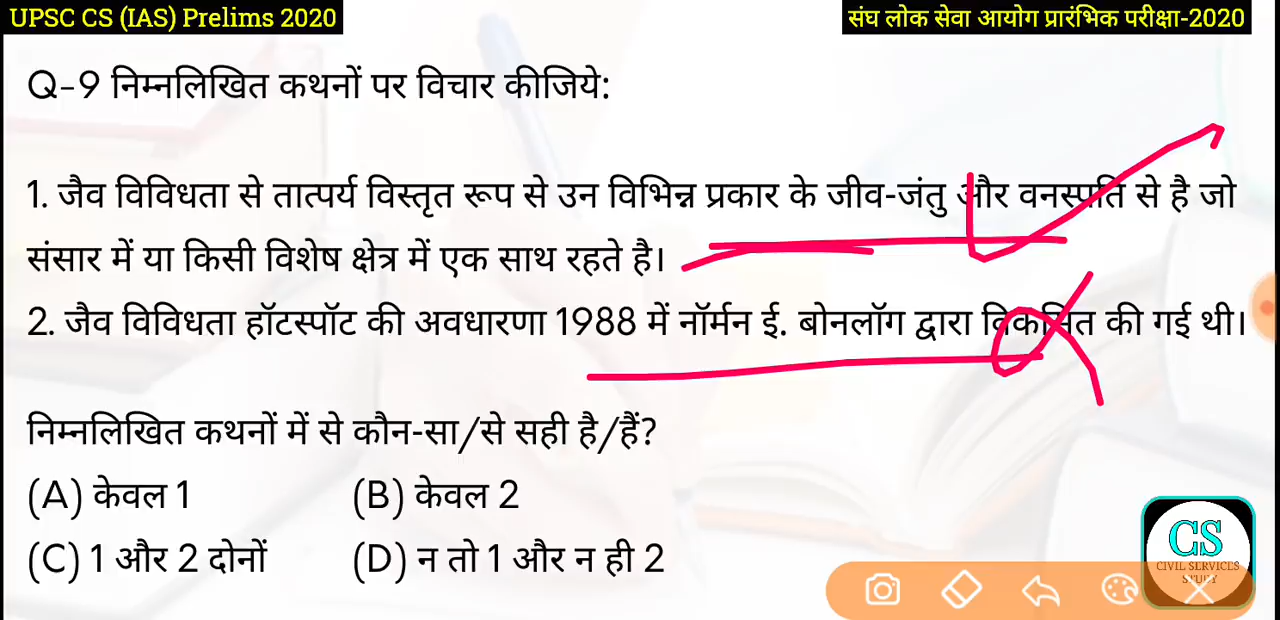 UPSC CS (IAS) Prelims 2020
संघ लोक सेवा आयोग प्रारंभिक परीक्षा-2020
Q-9 निम्नलिखित कथनों पर विचार कीजिये:
1. जैव विविधता से तात्पर्य विस्तृत रूप से उन विभिन्न प्रकार के जीव-जंतु और वनस्पति से है जो
संसार में या किसी विशेष क्षेत्र में एक साथ रहते है।
2. जैव विविधता हॉटस्पॉट की अवधारणा 1988 में नॉर्मन ई. बोनलॉग द्वारा विकसित की गई थी।
निम्नलिखित कथनों में से कौन-सा/से सही है/हैं?
(A) केवल 1 (B) केवल 2
(C) 1 और 2 दोनों (D) न तो 1 और न ही 2
CS
CIVIL SERVICES
STUDY